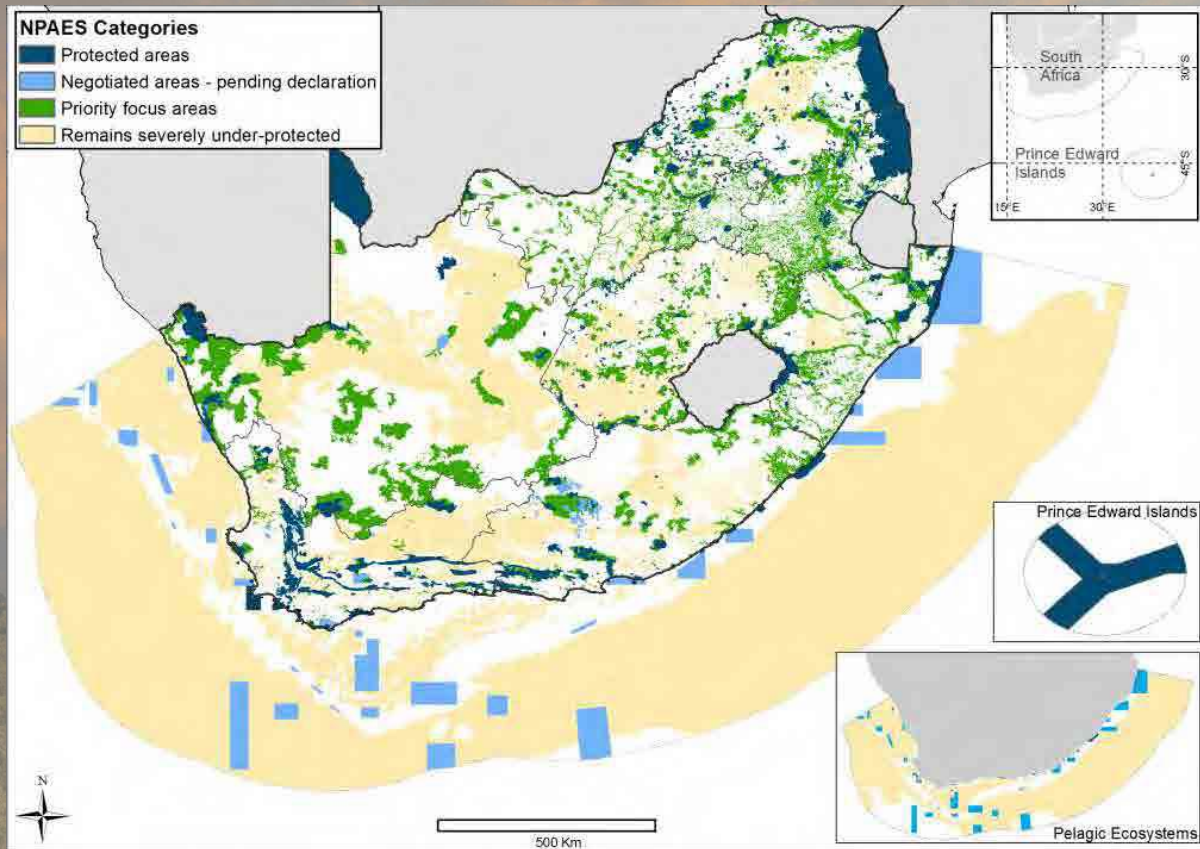 NPAES Categories
Protected areas
Negotiated areas - pending declaration
Priority focus areas
Remains severely under-protected
South
Africa
30°S
Prince Edward
Islands
45°S
15°E
30°E
Prince Edward Islands
N
500 Km
Pelagic Ecosystems